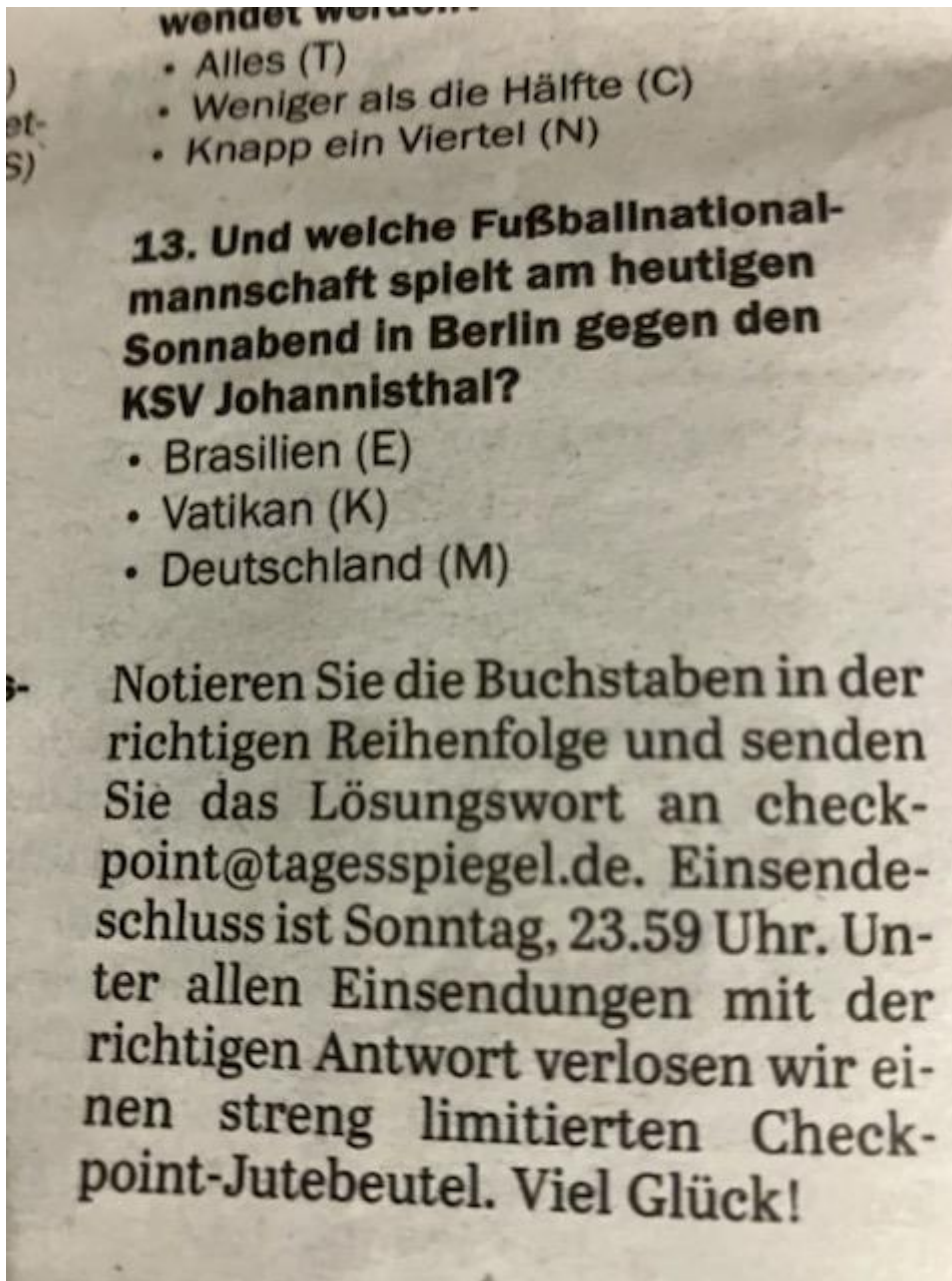 wendet werden?
• Alles (T)
• Weniger als die Hälfte (C)
• Knapp ein Viertel (N)
)
et-
S)
13. Und welche Fußballnational-
mannschaft spielt am heutigen
Sonnabend in Berlin gegen den
KSV Johannisthal?
• Brasilien (E)
• Vatikan (K)
• Deutschland (M)
s-
Notieren Sie die Buchstaben in der
richtigen Reihenfolge und senden
Sie das Lösungswort an check-
point@tagesspiegel.de. Einsende-
schluss ist Sonntag, 23.59 Uhr. Un-
ter allen Einsendungen mit der
richtigen Antwort verlosen wir ei-
nen streng limitierten Check-
point-Jutebeutel. Viel Glück!